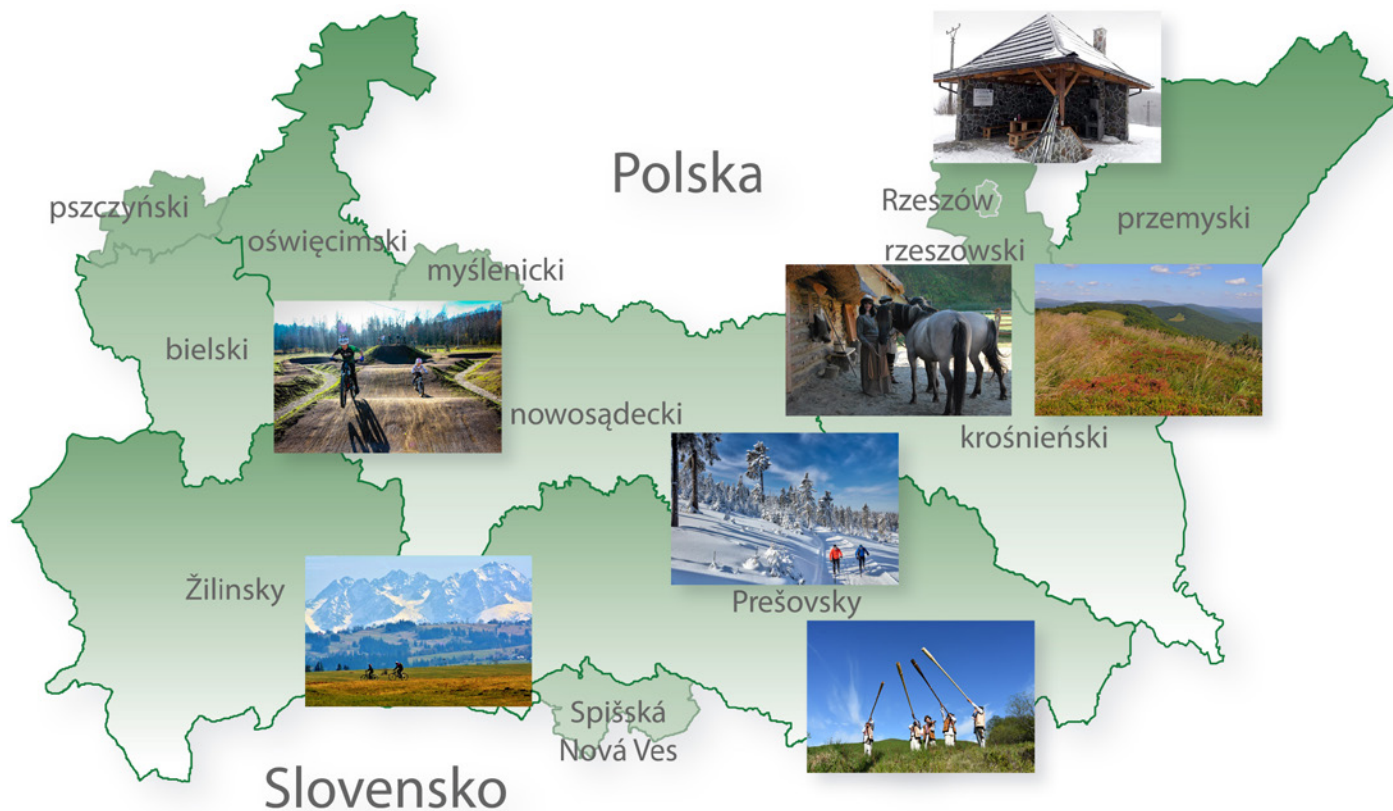 Polska
pszczyński
Rzeszów
przemyski
oświęcimski
rzeszowski
myślenicki
bielski
nowosądecki
krośnieński
Žilinsky
Prešovsky
Spišská
Nová Ves
Slovensko